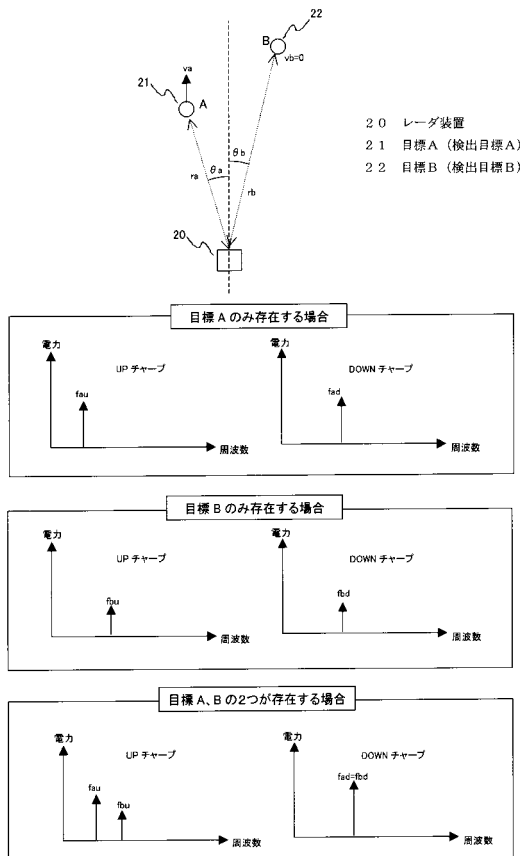 22
B
vb=0
va
21
A
２０ レーダ装置
２１ 目標Ａ（検出目標Ａ）
２２ 目標Ｂ（検出目標Ｂ）
θa
θb
ra
rb
20
目標 A のみ存在する場合
電力
UP チャープ
fau
周波数
電力
DOWN チャープ
fad
周波数
目標 B のみ存在する場合
電力
UP チャープ
fbu
周波数
電力
DOWN チャープ
fbd
周波数
目標 A、B の2つが存在する場合
電力
UP チャープ
fau
fbu
周波数
電力
DOWN チャープ
fad=fbd
周波数